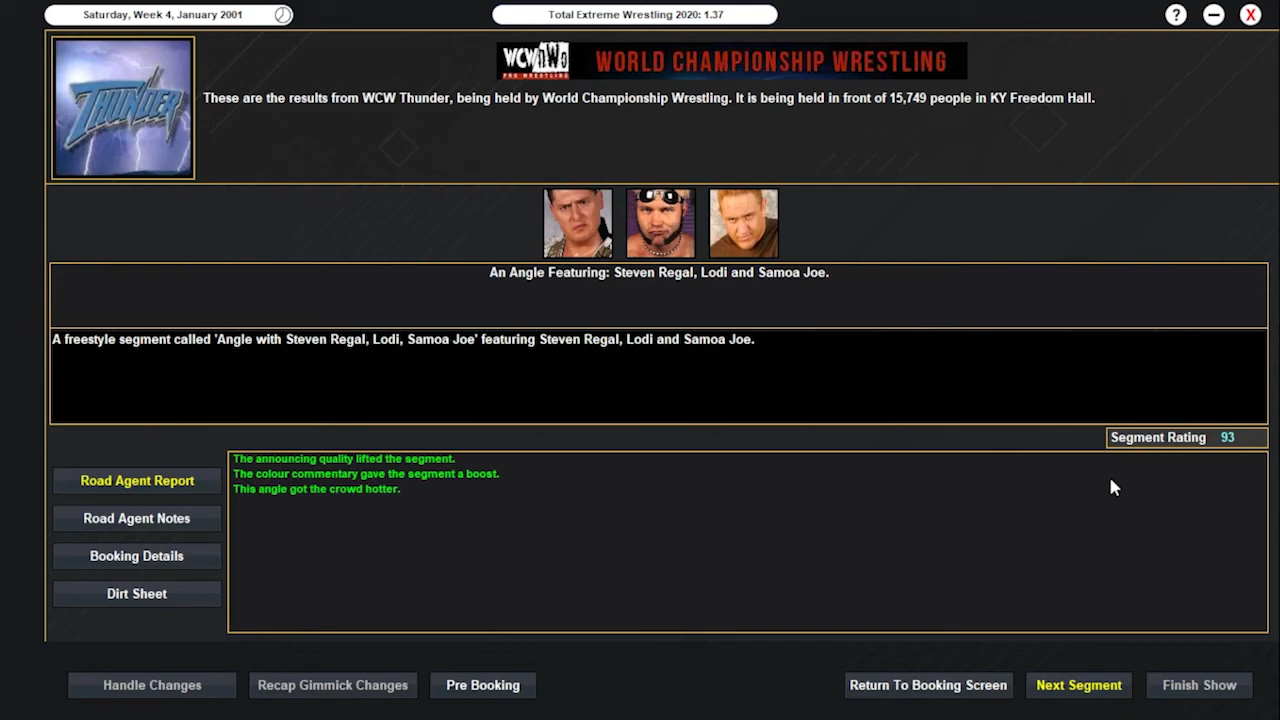 Saturday, Week 4, January 2001
Total Extreme Wrestling 2020: 1.37
?
X
THUNDER
WCW nWo
PRO WRESTLING
WORLD CHAMPIONSHIP WRESTLING
These are the results from WCW Thunder, being held by World Championship Wrestling. It is being held in front of 15,749 people in KY Freedom Hall.
An Angle Featuring: Steven Regal, Lodi and Samoa Joe.
A freestyle segment called 'Angle with Steven Regal, Lodi, Samoa Joe' featuring Steven Regal, Lodi and Samoa Joe.
Segment Rating 93
Road Agent Report
Road Agent Notes
Booking Details
Dirt Sheet
The announcing quality lifted the segment.
The colour commentary gave the segment a boost.
This angle got the crowd hotter.
Handle Changes
Recap Gimmick Changes
Pre Booking
Return To Booking Screen
Next Segment
Finish Show